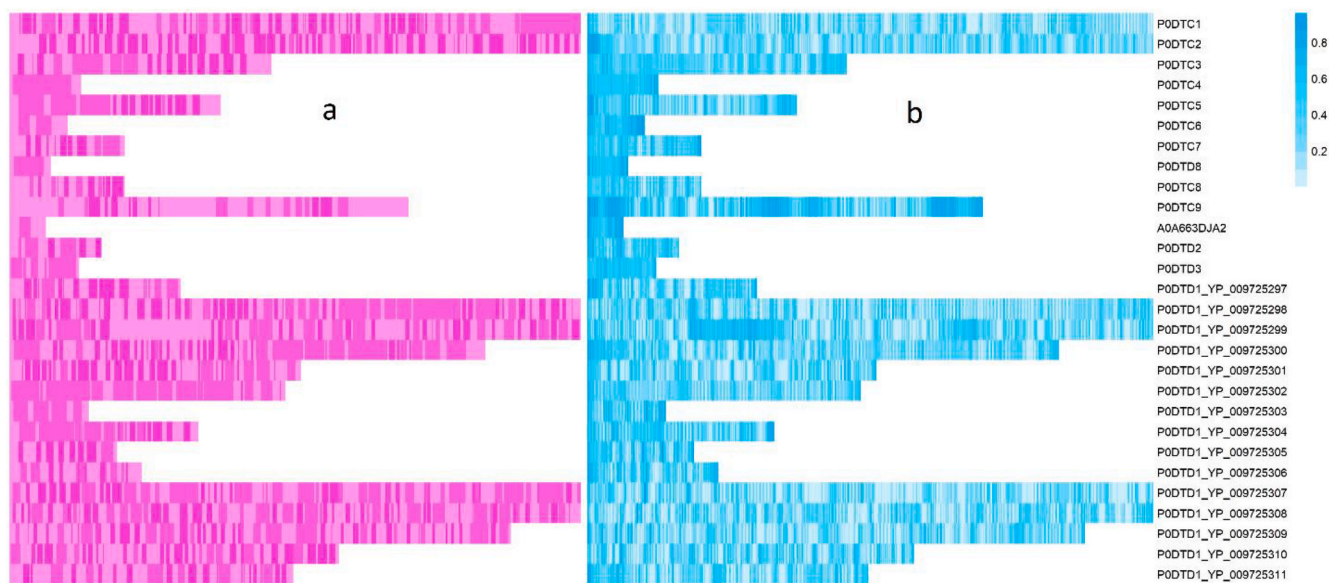 a
b
P0DTC1
P0DTC2
P0DTC3
P0DTC4
P0DTC5
P0DTC6
P0DTC7
P0DTD8
P0DTC8
P0DTC9
A0A663DJA2
P0DTD2
P0DTD3
P0DTD1_YP_009725297
P0DTD1_YP_009725298
P0DTD1_YP_009725299
P0DTD1_YP_009725300
P0DTD1_YP_009725301
P0DTD1_YP_009725302
P0DTD1_YP_009725303
P0DTD1_YP_009725304
P0DTD1_YP_009725305
P0DTD1_YP_009725306
P0DTD1_YP_009725307
P0DTD1_YP_009725308
P0DTD1_YP_009725309
P0DTD1_YP_009725310
P0DTD1_YP_009725311
0.8
0.6
0.4
0.2